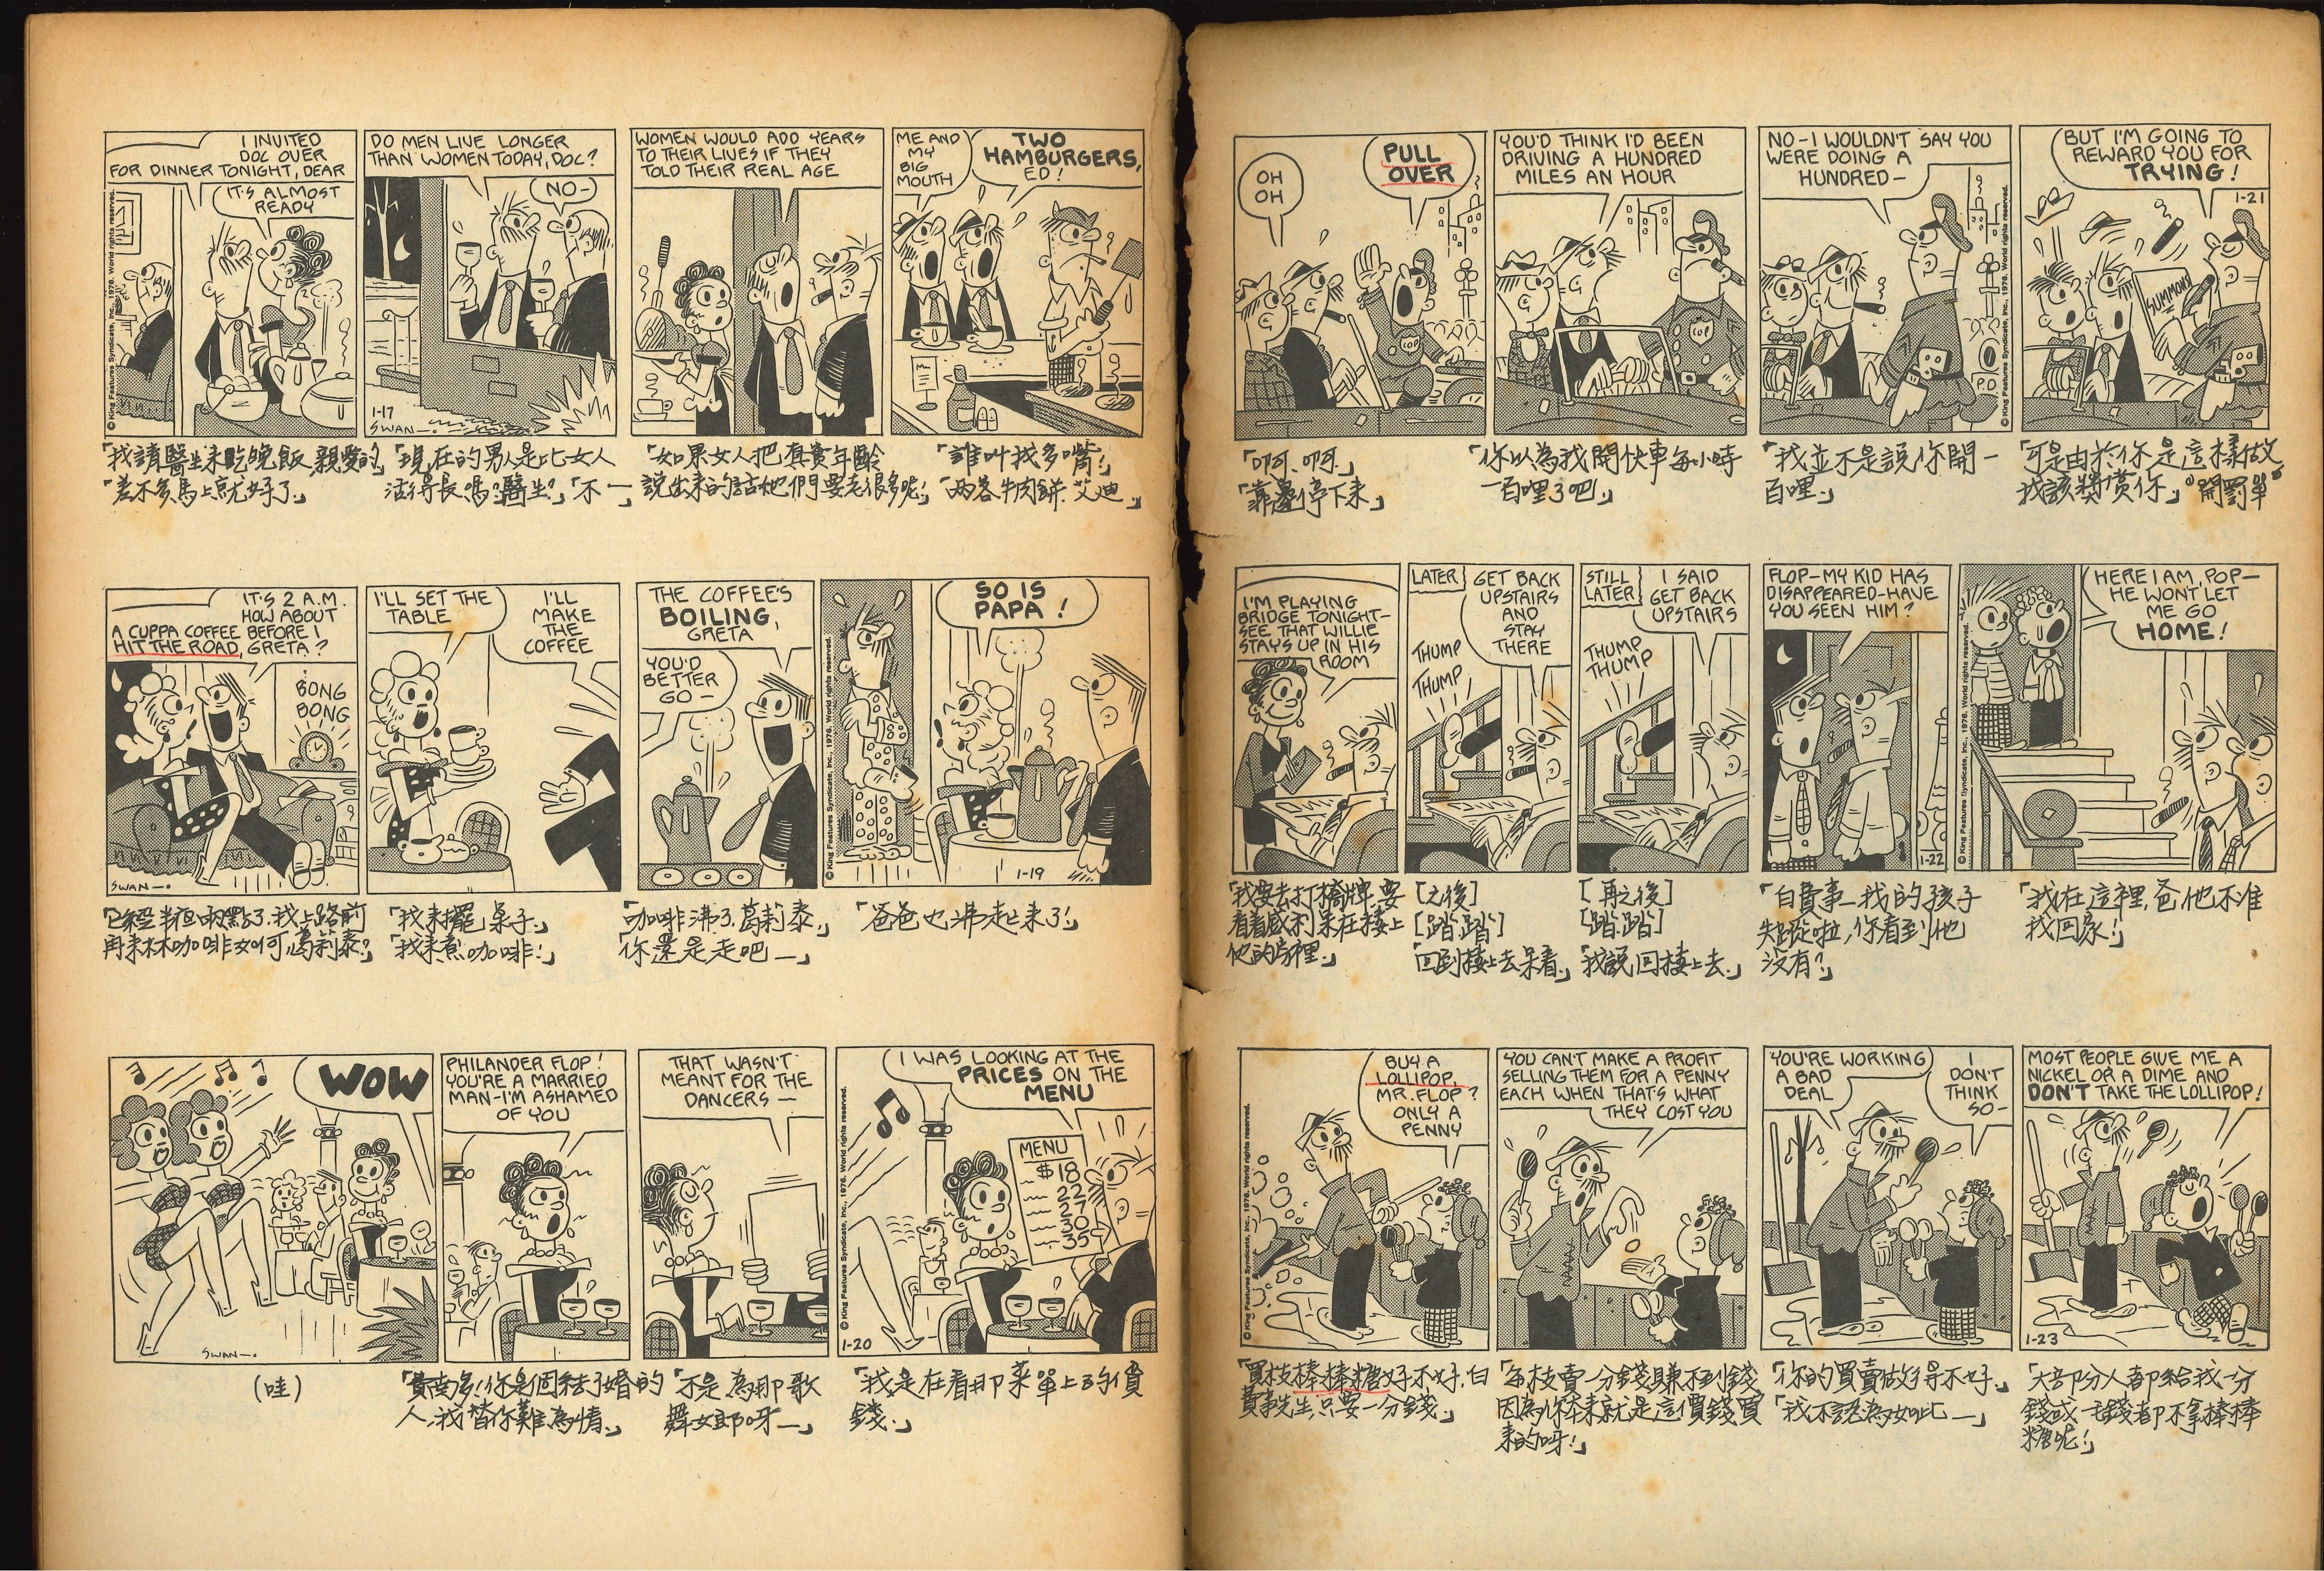 I INVITED
DOC OVER
FOR DINNER TONIGHT, DEAR
IT'S ALMOST
READY
© King Features Syndicate, Inc., 1976. World rights reserved.
DO MEN LIVE LONGER
THAN WOMEN TODAY, DOC?
NO-
1-17
SWAN-
WOMEN WOULD ADD YEARS
TO THEIR LIVES IF THEY
TOLD THEIR REAL AGE
ME AND
MY
BIG
MOUTH
TWO
HAMBURGERS,
ED!
「我請醫生來吃晚飯,親愛的
「差不多馬上就好了.」
「現在的男人是比女人
活得長嗎?醫生」「不—」
「如果女人把真實年齡
說出來的話她們要老很多呢!」
「誰叫我多嘴!」
「兩客牛肉餅.艾迪」
IT'S 2 A.M.
HOW ABOUT
A CUPPA COFFEE BEFORE I
HIT THE ROAD, GRETA?
BONG
BONG
SWAN-
I'LL SET THE
TABLE
I'LL
MAKE
THE
COFFEE
THE COFFEE'S
BOILING,
GRETA
YOU'D
BETTER
GO-
© King Features Syndicate, Inc., 1976. World rights reserved.
SO IS
PAPA!
1-19
「已經半夜兩點了.我上路前
再來杯咖啡如何,葛莉泰?」
「我來擺桌子.」
「我來煮咖啡!」
「咖啡沸了.葛莉泰.」
「你還是走吧—」
「爸爸也沸起來了!」
WOW
SWAN-
PHILANDER FLOP!
YOU'RE A MARRIED
MAN-I'M ASHAMED
OF YOU
THAT WASN'T
MEANT FOR THE
DANCERS-
© King Features Syndicate, Inc., 1976. World rights reserved.
I WAS LOOKING AT THE
PRICES ON THE
MENU
MENU
$18
22
27
30
35
1-20
(哇)
「費南多!你是個結了婚的
人,我替你難為情.」
「不是為那歌
舞女郎呀—」
「我是在看那菜單上的價
錢.」
OH
OH
PULL
OVER
COP
YOU'D THINK I'D BEEN
DRIVING A HUNDRED
MILES AN HOUR
COP
NO-I WOULDN'T SAY YOU
WERE DOING A
HUNDRED-
P.D
© King Features Syndicate, Inc., 1976. World rights reserved.
BUT I'M GOING TO
REWARD YOU FOR
TRYING!
1-21
SUMMONS
「啊、啊.」
「靠邊停下來.」
「你以為我開快車每小時
一百哩了吧.」
「我並不是說你開一
百哩.」
「可是由於你是這樣做
我該獎賞你」"開罰單"
I'M PLAYING
BRIDGE TONIGHT-
SEE THAT WILLIE
STAYS UP IN HIS
ROOM
LATER
GET BACK
UPSTAIRS
AND
STAY
THERE
THUMP
THUMP
STILL
LATER
I SAID
GET BACK
UPSTAIRS
THUMP
THUMP
FLOP-MY KID HAS
DISAPPEARED-HAVE
YOU SEEN HIM?
1-22
© King Features Syndicate, Inc., 1976. World rights reserved.
HERE I AM, POP-
HE WON'T LET
ME GO
HOME!
「我要去打橋牌.要
看着威利呆在樓上
他的房裡.」
[之後]
[踏.踏]
「回到樓上去呆着.」
[再之後]
[踏.踏]
「我說回樓上去.」
「白費事—我的孩子
失蹤啦,你看到他
沒有?」
「我在這裡,爸他不准
我回家!」
BUY A
LOLLIPOP,
MR. FLOP?
ONLY A
PENNY
© King Features Syndicate, Inc., 1976. World rights reserved.
YOU CAN'T MAKE A PROFIT
SELLING THEM FOR A PENNY
EACH WHEN THAT'S WHAT
THEY COST YOU
YOU'RE WORKING
A BAD
DEAL
I
DON'T
THINK
SO-
MOST PEOPLE GIVE ME A
NICKEL OR A DIME AND
DON'T TAKE THE LOLLIPOP!
1-23
「買枝棒棒糖好不好,白
費事先生,只要一分錢.」
「每枝賣一分錢賺不到錢
因為你本來就是這價錢買
來的呀!」
「你的買賣做得不好.」
「我不認為如此—」
「大部分人都給我一分
錢或一毛錢都不拿棒棒
糖呢!」